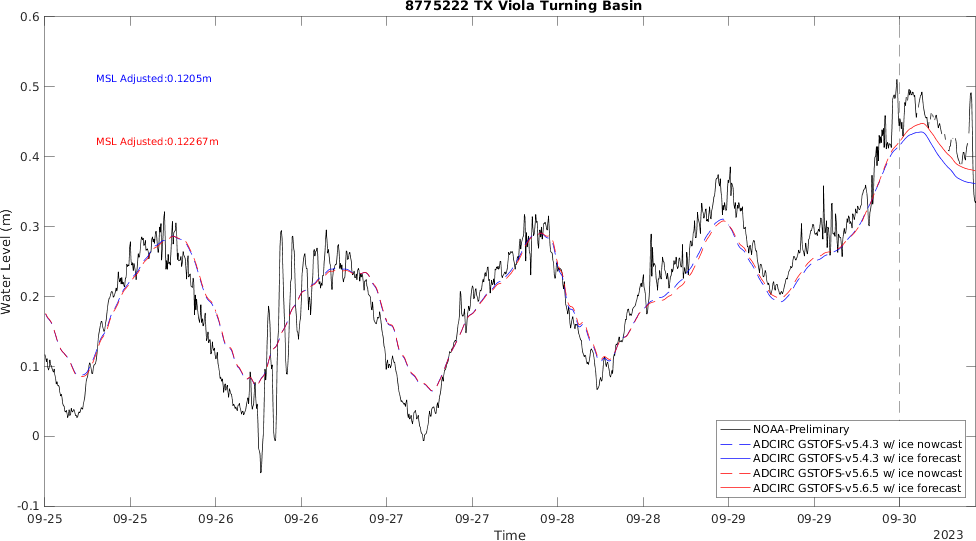 8775222 TX Viola Turning Basin
0.6
0.5
0.4
0.3
0.2
0.1
0
-0.1
Water Level (m)
MSL Adjusted:0.1205m
MSL Adjusted:0.12267m
NOAA-Preliminary
ADCIRC GSTOFS-v5.4.3 w/ ice nowcast
ADCIRC GSTOFS-v5.4.3 w/ ice forecast
ADCIRC GSTOFS-v5.6.5 w/ ice nowcast
ADCIRC GSTOFS-v5.6.5 w/ ice forecast
09-25 09-25 09-26 09-26 09-27 09-27 09-28 09-28 09-29 09-29 09-30
Time
2023